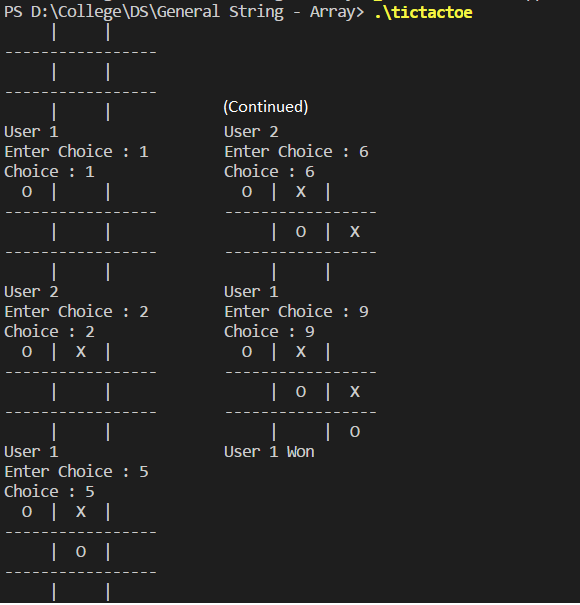 PS D:\College\DS\General String - Array> .\tictactoe
     |     |
-----------------
     |     |
-----------------
     |     |
User 1
Enter Choice : 1
Choice : 1
  O  |     |
-----------------
     |     |
-----------------
     |     |
User 2
Enter Choice : 2
Choice : 2
  O  |  X  |
-----------------
     |     |
-----------------
     |     |
User 1
Enter Choice : 5
Choice : 5
  O  |  X  |
-----------------
     |  O  |
-----------------
     |     |
(Continued)
User 2
Enter Choice : 6
Choice : 6
  O  |  X  |
-----------------
     |  O  |  X
-----------------
     |     |
User 1
Enter Choice : 9
Choice : 9
  O  |  X  |
-----------------
     |  O  |  X
-----------------
     |     |  O
User 1 Won